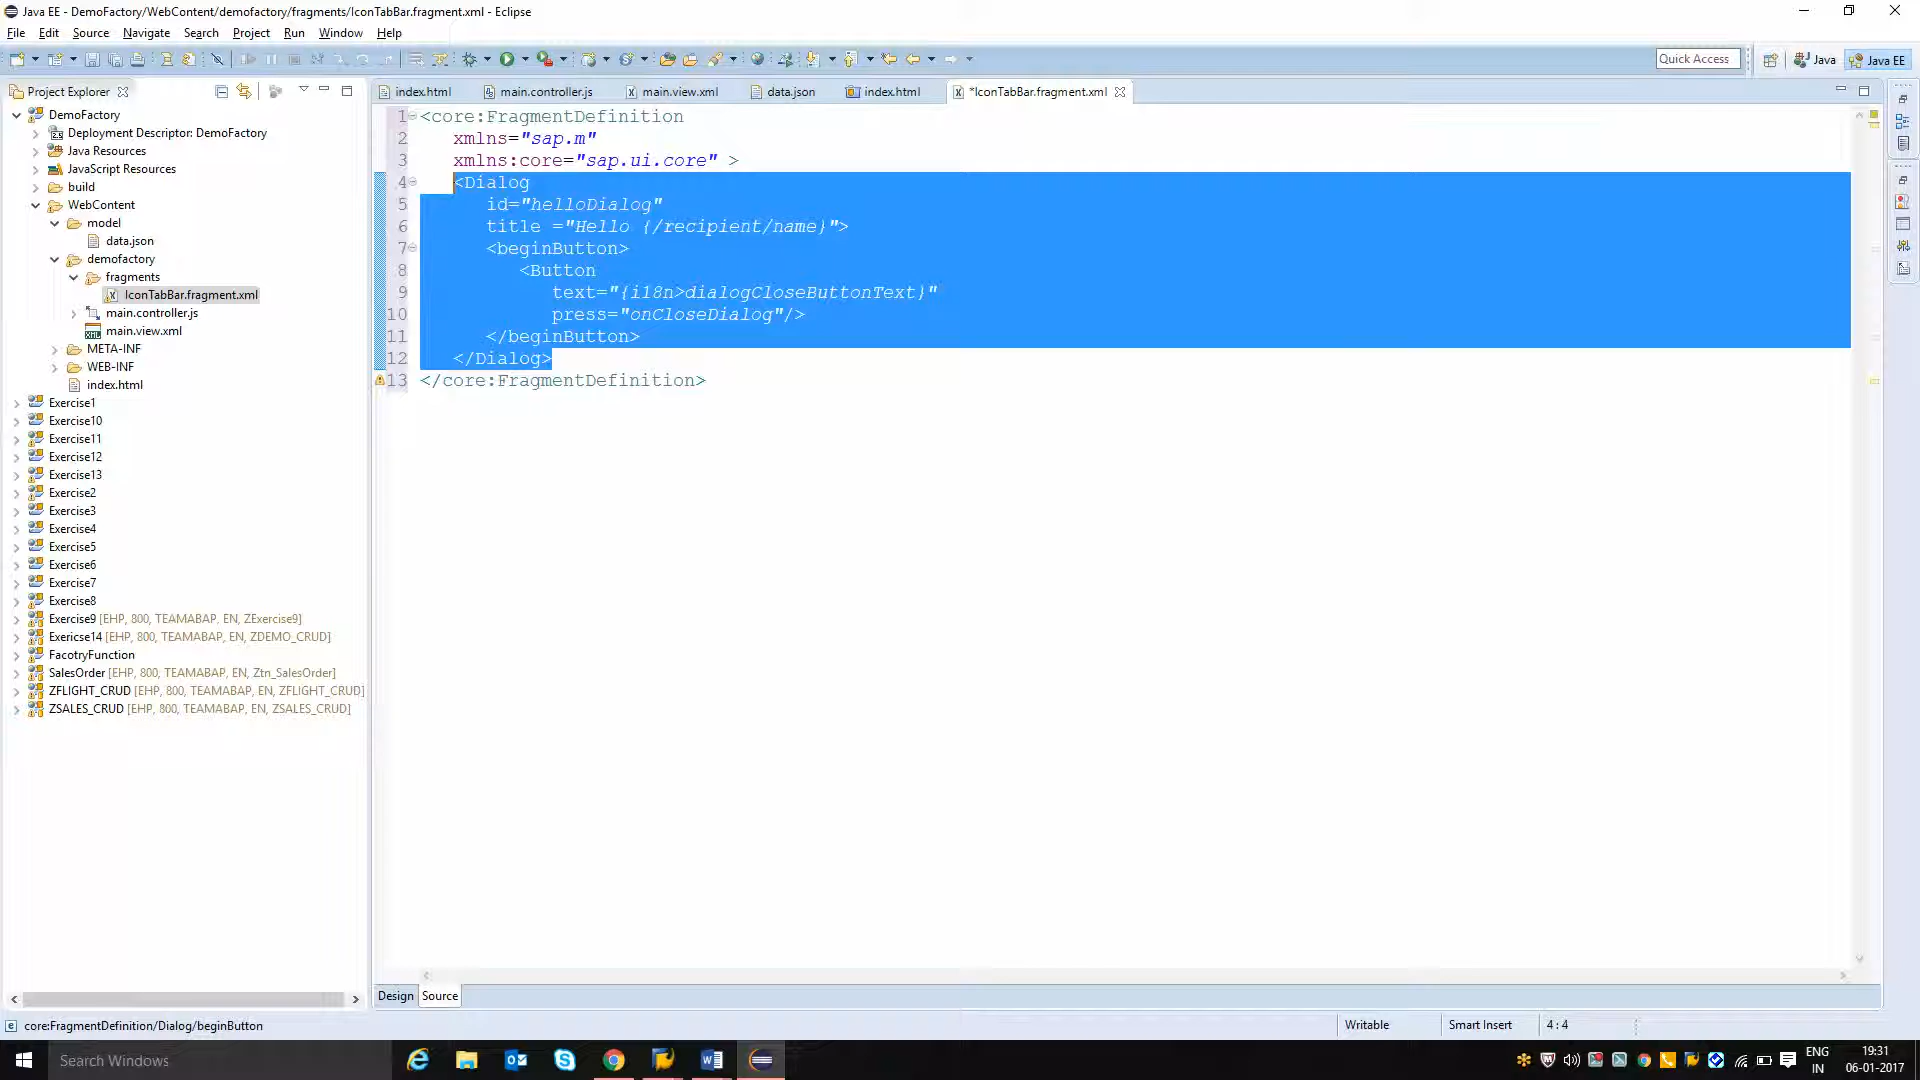 Java EE - DemoFactory/WebContent/demofactory/fragments/IconTabBar.fragment.xml - Eclipse
File Edit Source Navigate Search Project Run Window Help
Quick Access
Java
Java EE
Project Explorer
index.html
main.controller.js
main.view.xml
data.json
index.html
*IconTabBar.fragment.xml
DemoFactory
Deployment Descriptor: DemoFactory
Java Resources
JavaScript Resources
build
WebContent
model
data.json
demofactory
fragments
IconTabBar.fragment.xml
main.controller.js
main.view.xml
META-INF
WEB-INF
index.html
Exercise1
Exercise10
Exercise11
Exercise12
Exercise13
Exercise2
Exercise3
Exercise4
Exercise5
Exercise6
Exercise7
Exercise8
Exercise9 [EHP, 800, TEAMABAP, EN, ZExercise9]
Exericse14 [EHP, 800, TEAMABAP, EN, ZDEMO_CRUD]
FacotryFunction
SalesOrder [EHP, 800, TEAMABAP, EN, Ztn_SalesOrder]
ZFLIGHT_CRUD [EHP, 800, TEAMABAP, EN, ZFLIGHT_CRUD]
ZSALES_CRUD [EHP, 800, TEAMABAP, EN, ZSALES_CRUD]
1 <core:FragmentDefinition
2 xmlns="sap.m"
3 xmlns:core="sap.ui.core" >
4 <Dialog
5 id="helloDialog"
6 title ="Hello {/recipient/name}">
7 <beginButton>
8 <Button
9 text="{i18n>dialogCloseButtonText}"
10 press="onCloseDialog"/>
11 </beginButton>
12 </Dialog>
13 </core:FragmentDefinition>
Design Source
core:FragmentDefinition/Dialog/beginButton
Writable
Smart Insert
4 : 4
Search Windows
ENG
IN
19:31
06-01-2017